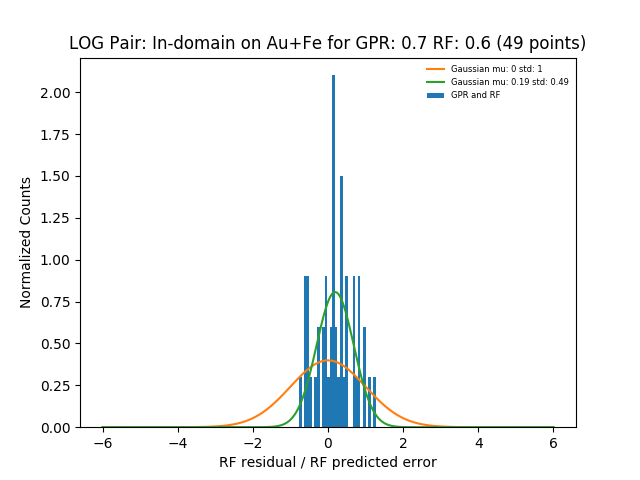 LOG Pair: In-domain on Au+Fe for GPR: 0.7 RF: 0.6 (49 points)
Gaussian mu: 0 std: 1
Gaussian mu: 0.19 std: 0.49
GPR and RF
Normalized Counts
2.00
1.75
1.50
1.25
1.00
0.75
0.50
0.25
0.00
−6 −4 −2 0 2 4 6
RF residual / RF predicted error